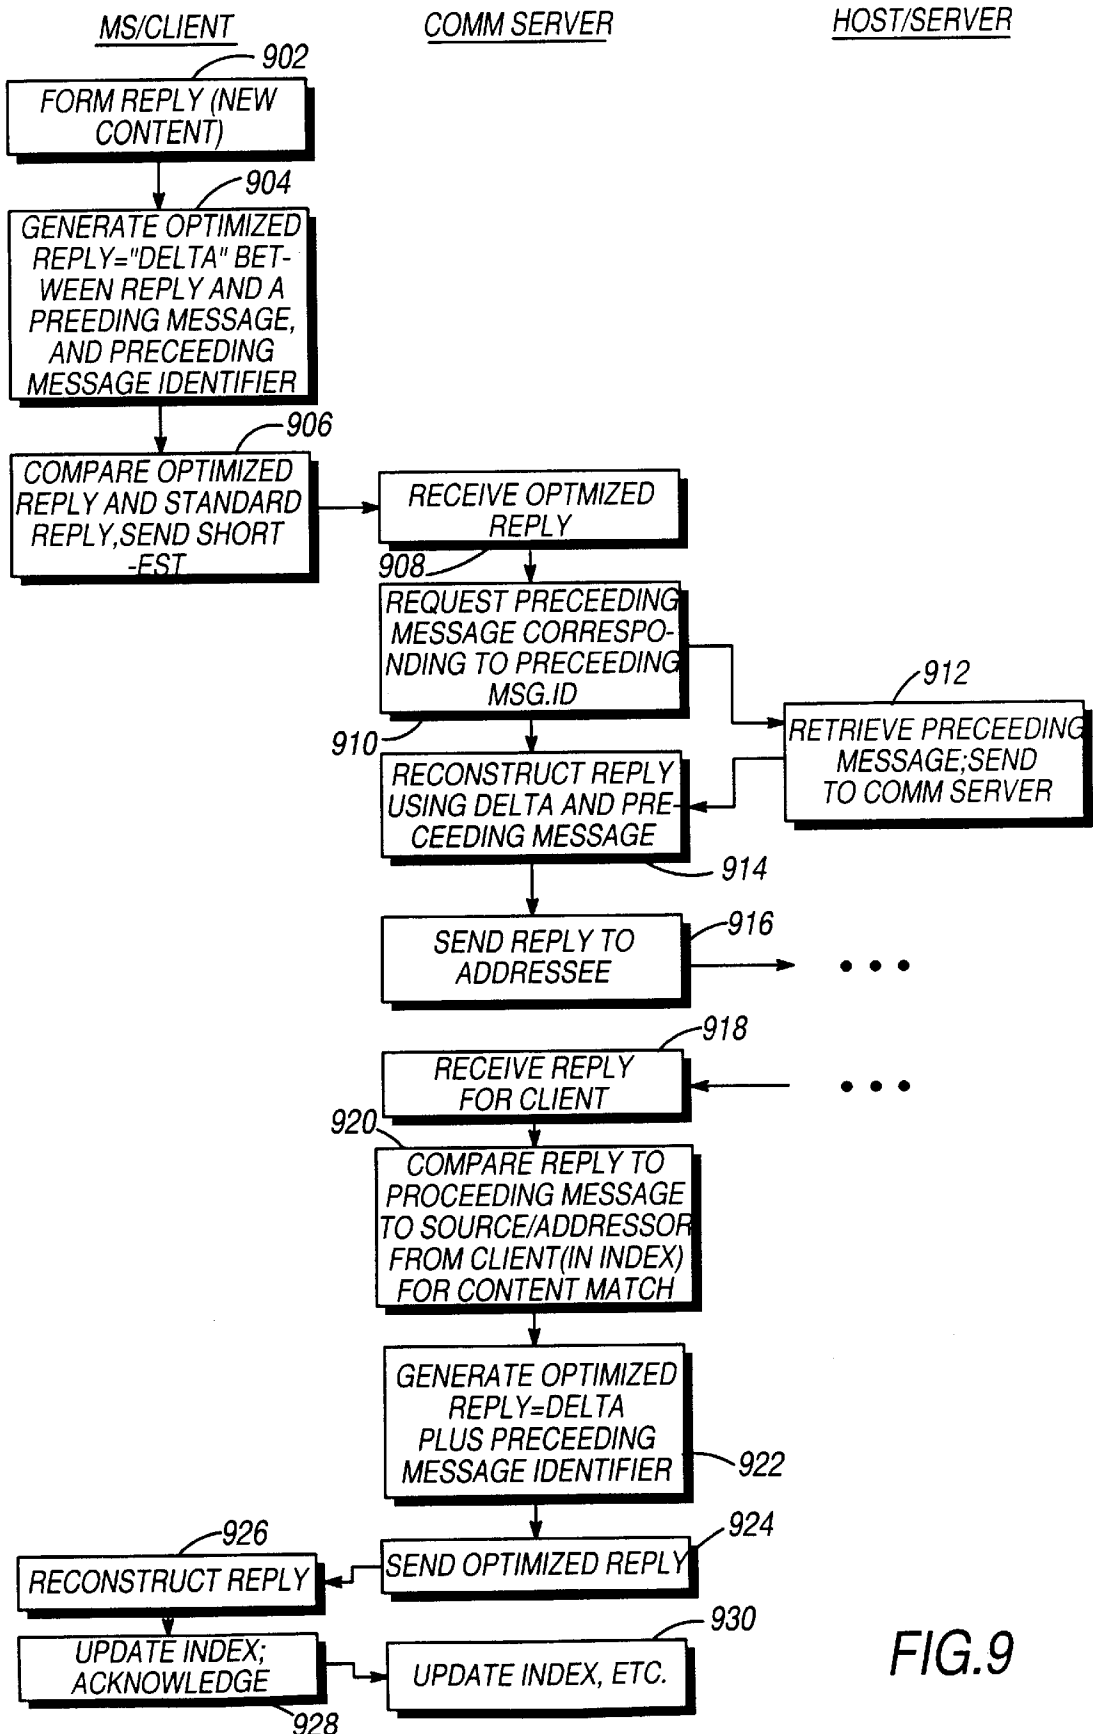 MS/CLIENT
COMM SERVER
HOST/SERVER
902
FORM REPLY (NEW
CONTENT)
904
GENERATE OPTIMIZED
REPLY="DELTA" BET-
WEEN REPLY AND A
PREEDING MESSAGE,
AND PRECEEDING
MESSAGE IDENTIFIER
906
COMPARE OPTIMIZED
REPLY AND STANDARD
REPLY,SEND SHORT
-EST
RECEIVE OPTMIZED
REPLY
908
REQUEST PRECEEDING
MESSAGE CORRESPO-
NDING TO PRECEEDING
MSG.ID
910
912
RETRIEVE PRECEEDING
MESSAGE;SEND
TO COMM SERVER
RECONSTRUCT REPLY
USING DELTA AND PRE-
CEEDING MESSAGE
914
SEND REPLY TO
ADDRESSEE
916
918
RECEIVE REPLY
FOR CLIENT
920
COMPARE REPLY TO
PROCEEDING MESSAGE
TO SOURCE/ADDRESSOR
FROM CLIENT(IN INDEX)
FOR CONTENT MATCH
GENERATE OPTIMIZED
REPLY=DELTA
PLUS PRECEEDING
MESSAGE IDENTIFIER
922
924
SEND OPTIMIZED REPLY
926
RECONSTRUCT REPLY
UPDATE INDEX;
ACKNOWLEDGE
928
930
UPDATE INDEX, ETC.
FIG.9